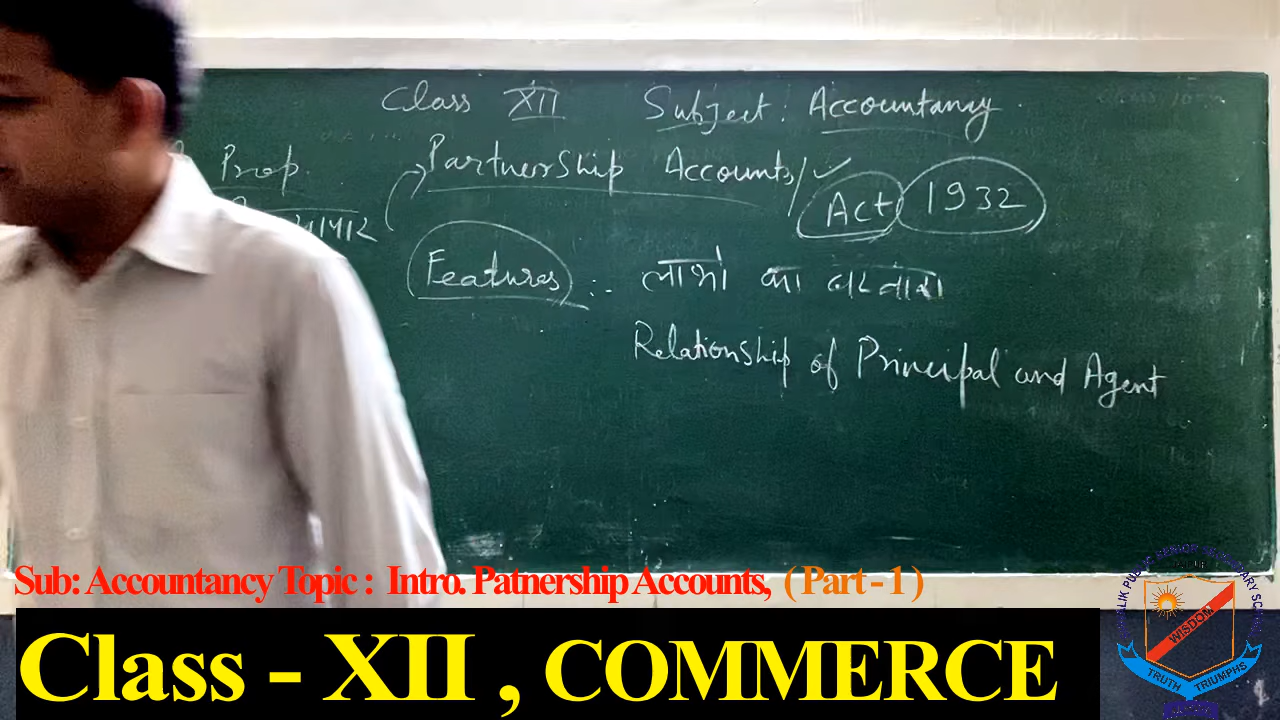 Class XII Subject: Accountancy
Prop.
Partnership Accounts/ ✓ Act 1932
Features :- लाभों का बंटवारा
Relationship of Principal and Agent
Sub: Accountancy Topic : Intro. Patnership Accounts, ( Part - 1 )
Class - XII , COMMERCE
WISDOM
TRUTH TRIUMPHS